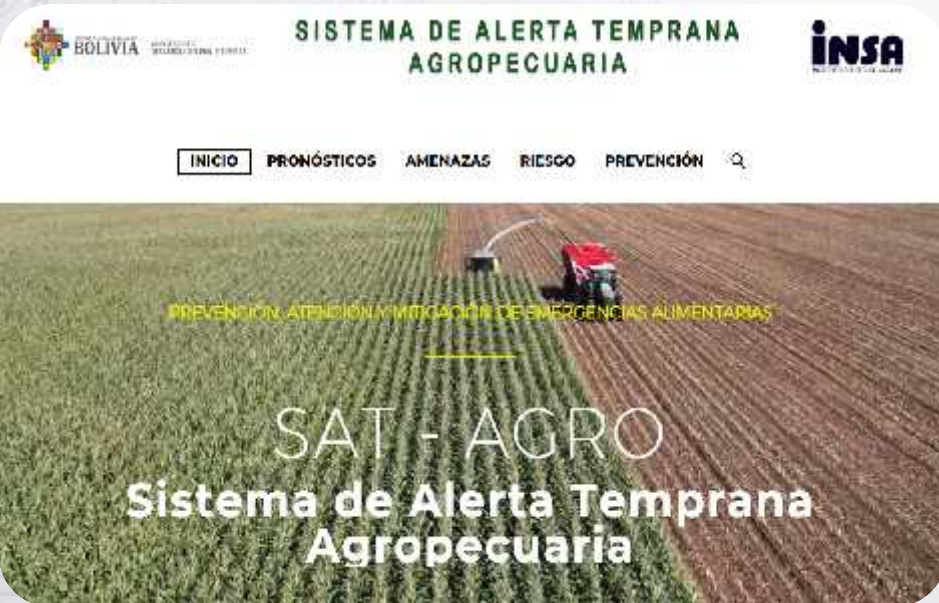 BOLIVIA
SISTEMA DE ALERTA TEMPRANA
AGROPECUARIA
INSA
INICIO PRONÓSTICOS AMENAZAS RIESGO PREVENCIÓN
PREVENCIÓN, ATENCIÓN Y MITIGACIÓN DE EMERGENCIAS ALIMENTARIAS
SAT - AGRO
Sistema de Alerta Temprana
Agropecuaria